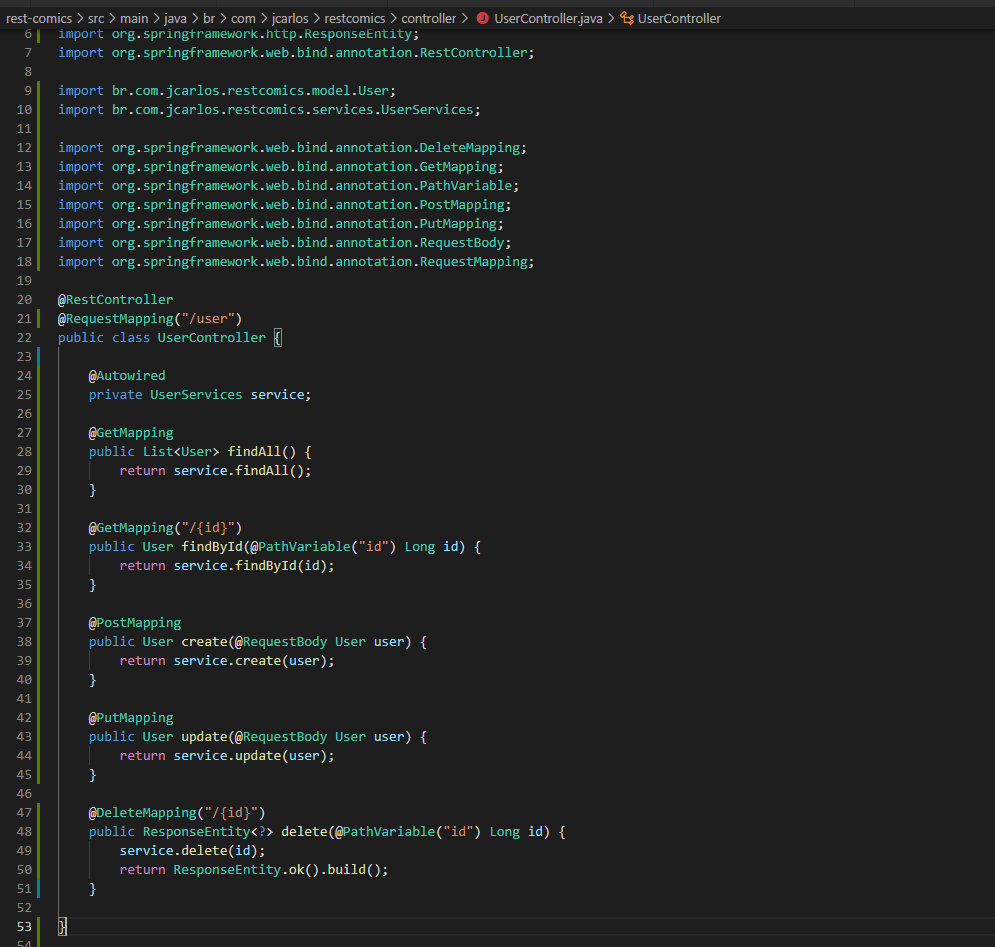 rest-comics > src > main > java > br > com > jcarlos > restcomics > controller > J UserController.java > UserController
6 import org.springframework.http.ResponseEntity;
7 import org.springframework.web.bind.annotation.RestController;
8
9 import br.com.jcarlos.restcomics.model.User;
10 import br.com.jcarlos.restcomics.services.UserServices;
11
12 import org.springframework.web.bind.annotation.DeleteMapping;
13 import org.springframework.web.bind.annotation.GetMapping;
14 import org.springframework.web.bind.annotation.PathVariable;
15 import org.springframework.web.bind.annotation.PostMapping;
16 import org.springframework.web.bind.annotation.PutMapping;
17 import org.springframework.web.bind.annotation.RequestBody;
18 import org.springframework.web.bind.annotation.RequestMapping;
19
20 @RestController
21 @RequestMapping("/user")
22 public class UserController {
23
24     @Autowired
25     private UserServices service;
26
27     @GetMapping
28     public List<User> findAll() {
29         return service.findAll();
30     }
31
32     @GetMapping("/{id}")
33     public User findById(@PathVariable("id") Long id) {
34         return service.findById(id);
35     }
36
37     @PostMapping
38     public User create(@RequestBody User user) {
39         return service.create(user);
40     }
41
42     @PutMapping
43     public User update(@RequestBody User user) {
44         return service.update(user);
45     }
46
47     @DeleteMapping("/{id}")
48     public ResponseEntity<?> delete(@PathVariable("id") Long id) {
49         service.delete(id);
50         return ResponseEntity.ok().build();
51     }
52
53 }
54